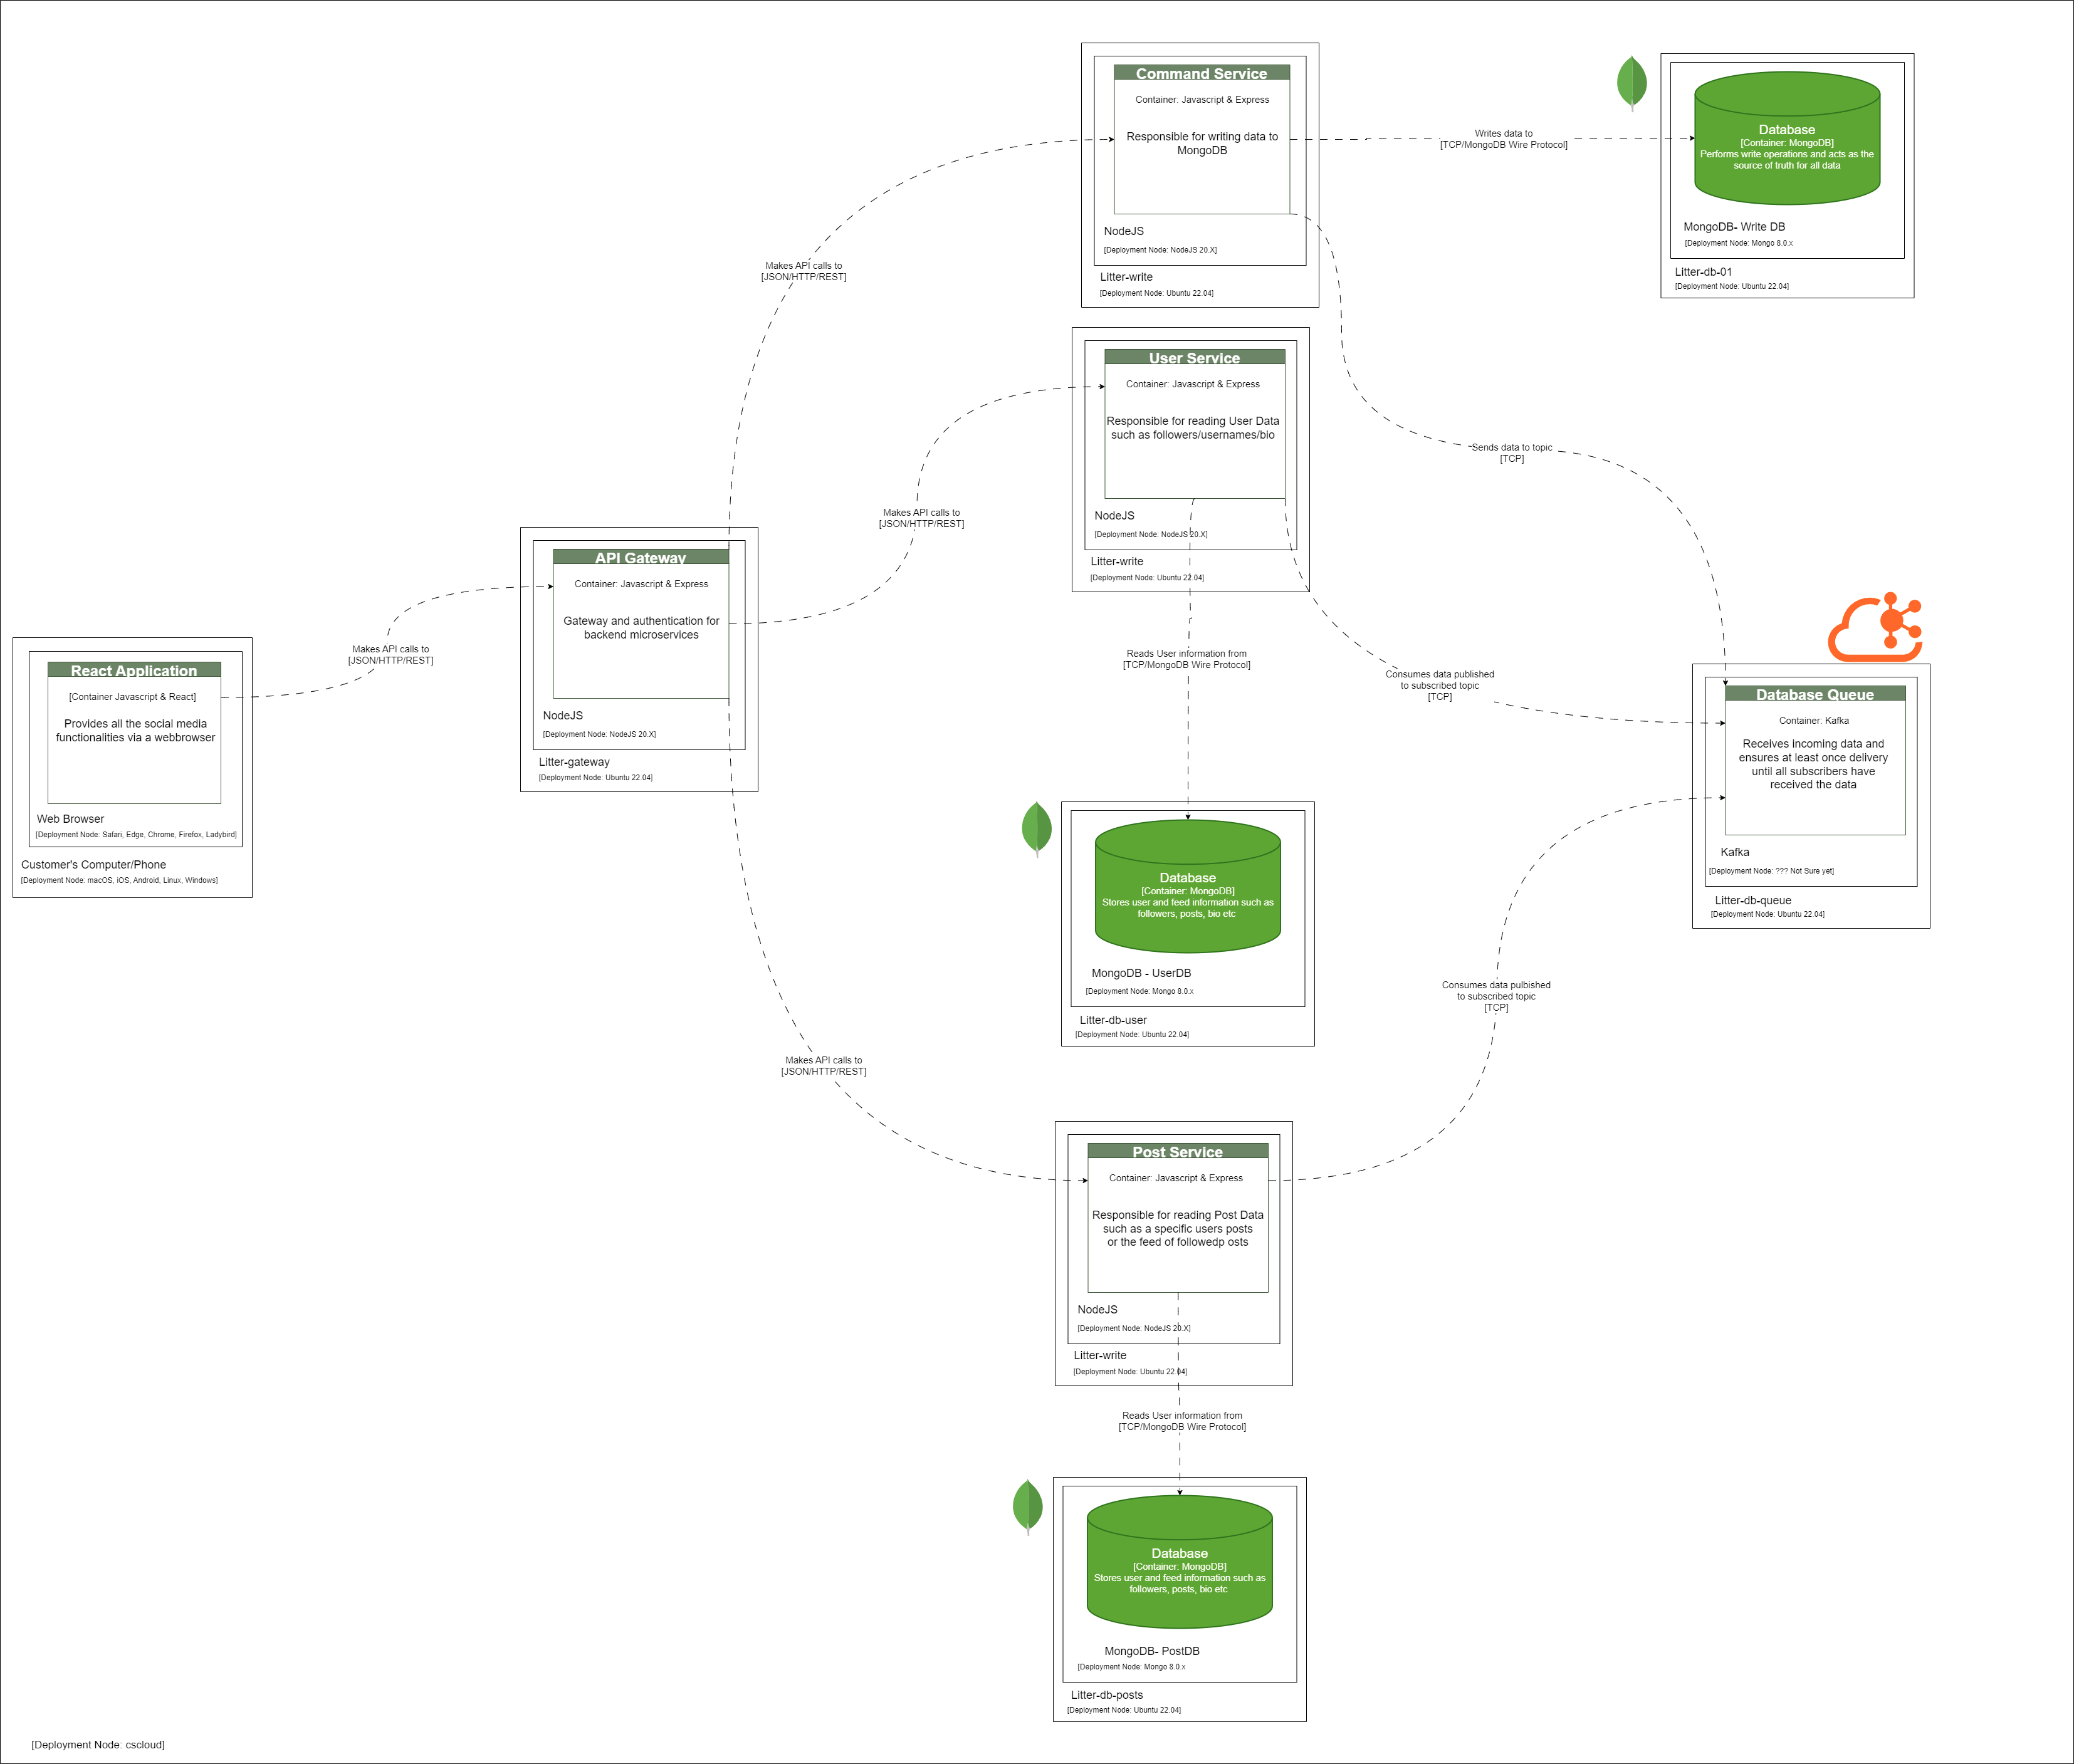 Command Service
Container: Javascript & Express
Responsible for writing data to
MongoDB
NodeJS
[Deployment Node: NodeJS 20.X]
Litter-write
[Deployment Node: Ubuntu 22.04]
Writes data to
[TCP/MongoDB Wire Protocol]
Database
[Container: MongoDB]
Performs write operations and acts as the
source of truth for all data
MongoDB- Write DB
[Deployment Node: Mongo 8.0.x
Litter-db-01
[Deployment Node: Ubuntu 22.04]
Makes API calls to
[JSON/HTTP/REST]
User Service
Container: Javascript & Express
Responsible for reading User Data
such as followers/usernames/bio
NodeJS
[Deployment Node: NodeJS 20.X]
Litter-write
[Deployment Node: Ubuntu 22.04]
Sends data to topic
[TCP]
Makes API calls to
[JSON/HTTP/REST]
API Gateway
Container: Javascript & Express
Gateway and authentication for
backend microservices
NodeJS
[Deployment Node: NodeJS 20.X]
Litter-gateway
[Deployment Node: Ubuntu 22.04]
Makes API calls to
[JSON/HTTP/REST]
React Application
[Container Javascript & React]
Provides all the social media
functionalities via a webbrowser
Web Browser
[Deployment Node: Safari, Edge, Chrome, Firefox, Ladybird]
Customer's Computer/Phone
[Deployment Node: macOS, iOS, Android, Linux, Windows]
Reads User information from
[TCP/MongoDB Wire Protocol]
Consumes data published
to subscribed topic
[TCP]
Database Queue
Container: Kafka
Receives incoming data and
ensures at least once delivery
until all subscribers have
received the data
Kafka
[Deployment Node: ??? Not Sure yet]
Litter-db-queue
[Deployment Node: Ubuntu 22.04]
Database
[Container: MongoDB]
Stores user and feed information such as
followers, posts, bio etc
MongoDB - UserDB
[Deployment Node: Mongo 8.0.x
Litter-db-user
[Deployment Node: Ubuntu 22.04]
Consumes data pulbished
to subscribed topic
[TCP]
Makes API calls to
[JSON/HTTP/REST]
Post Service
Container: Javascript & Express
Responsible for reading Post Data
such as a specific users posts
or the feed of followedp osts
NodeJS
[Deployment Node: NodeJS 20.X]
Litter-write
[Deployment Node: Ubuntu 22.04]
Reads User information from
[TCP/MongoDB Wire Protocol]
Database
[Container: MongoDB]
Stores user and feed information such as
followers, posts, bio etc
MongoDB- PostDB
[Deployment Node: Mongo 8.0.x
Litter-db-posts
[Deployment Node: Ubuntu 22.04]
[Deployment Node: cscloud]